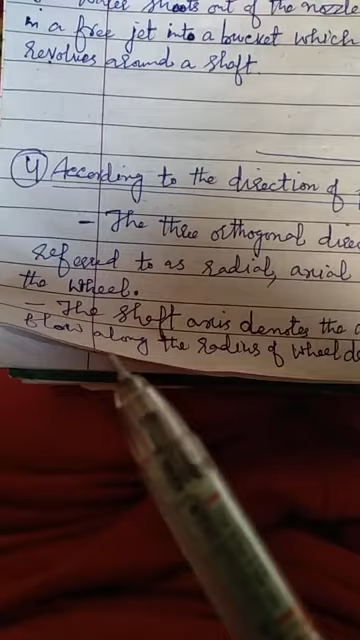 Water shoots out of the nozzle
in a free jet into a bucket which
revolves around a shaft.
4 According to the direction of
- The three orthogonal
referred to as radial, axial
the wheel.
- The shaft axis denotes the
flow along the radius of wheel